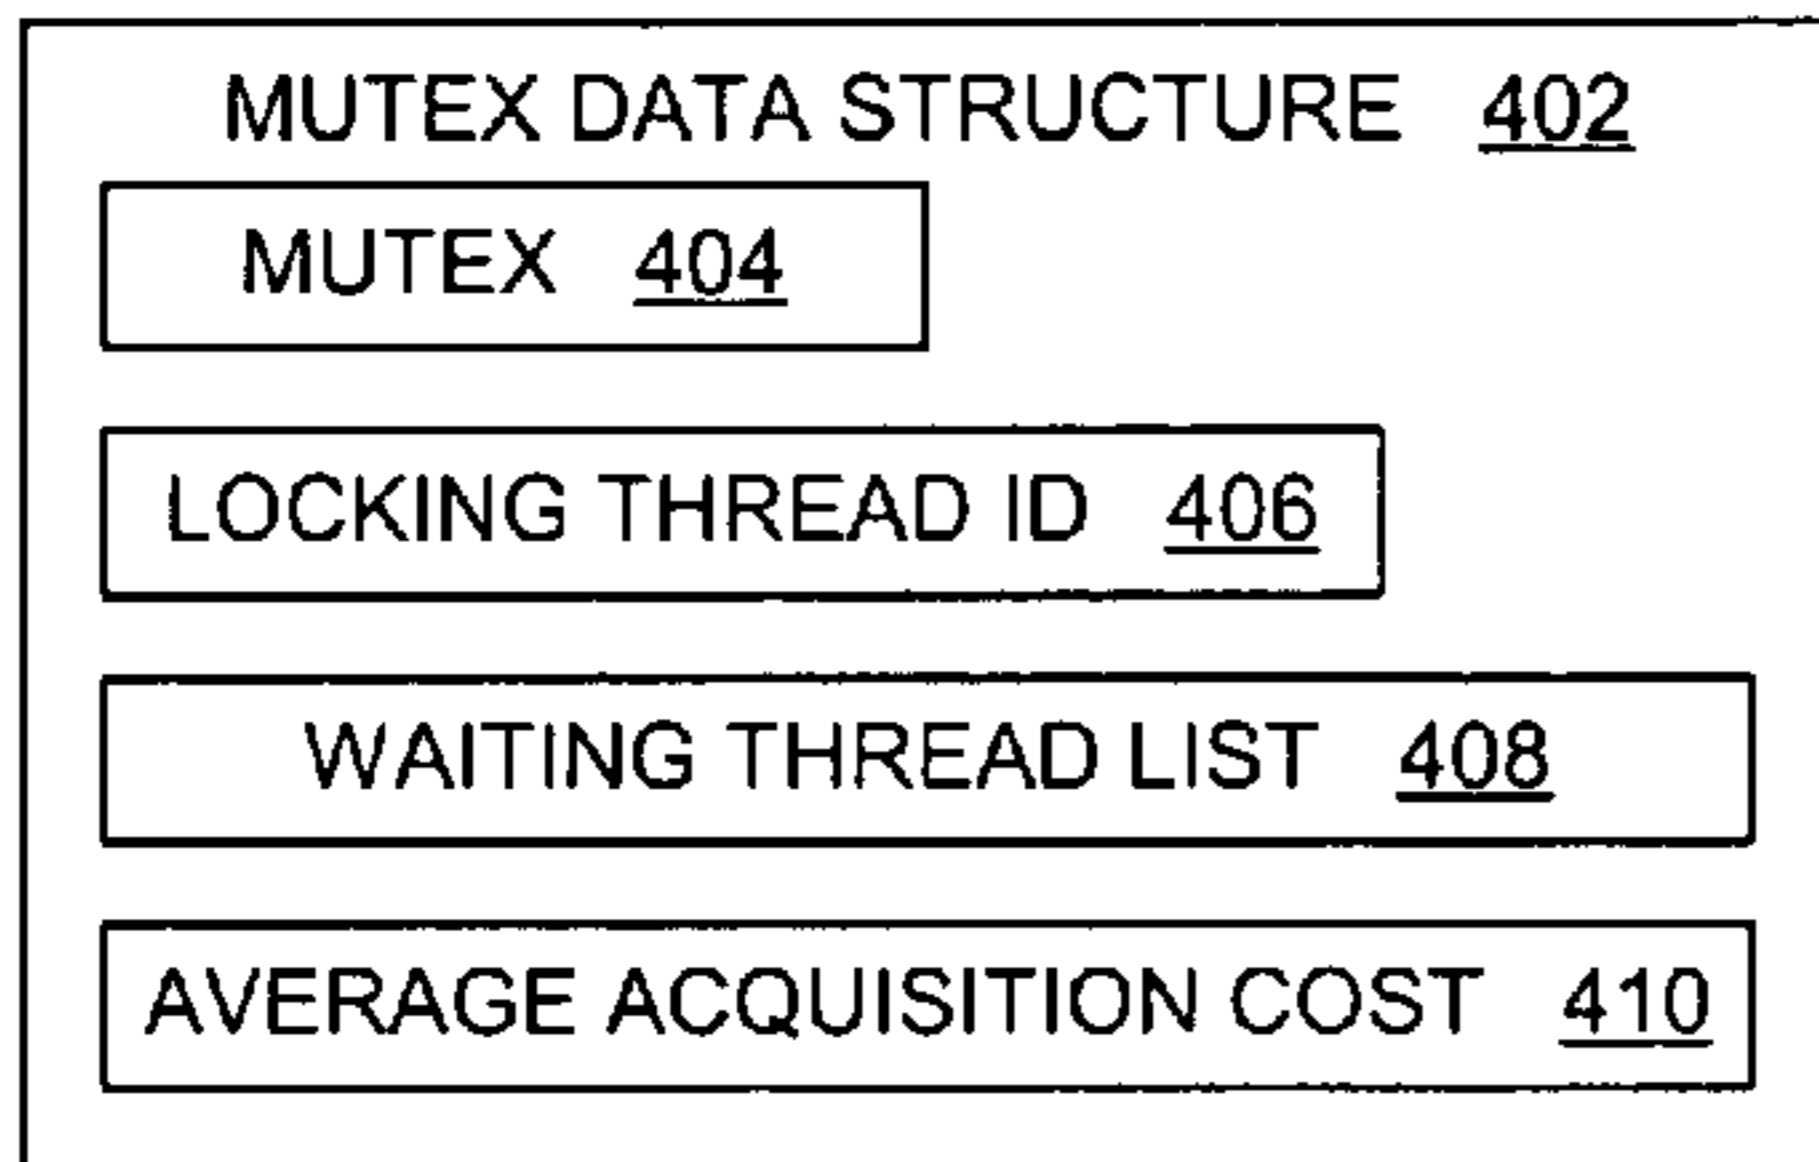 MUTEX DATA STRUCTURE 402
MUTEX 404
LOCKING THREAD ID 406
WAITING THREAD LIST 408
AVERAGE ACQUISITION COST 410